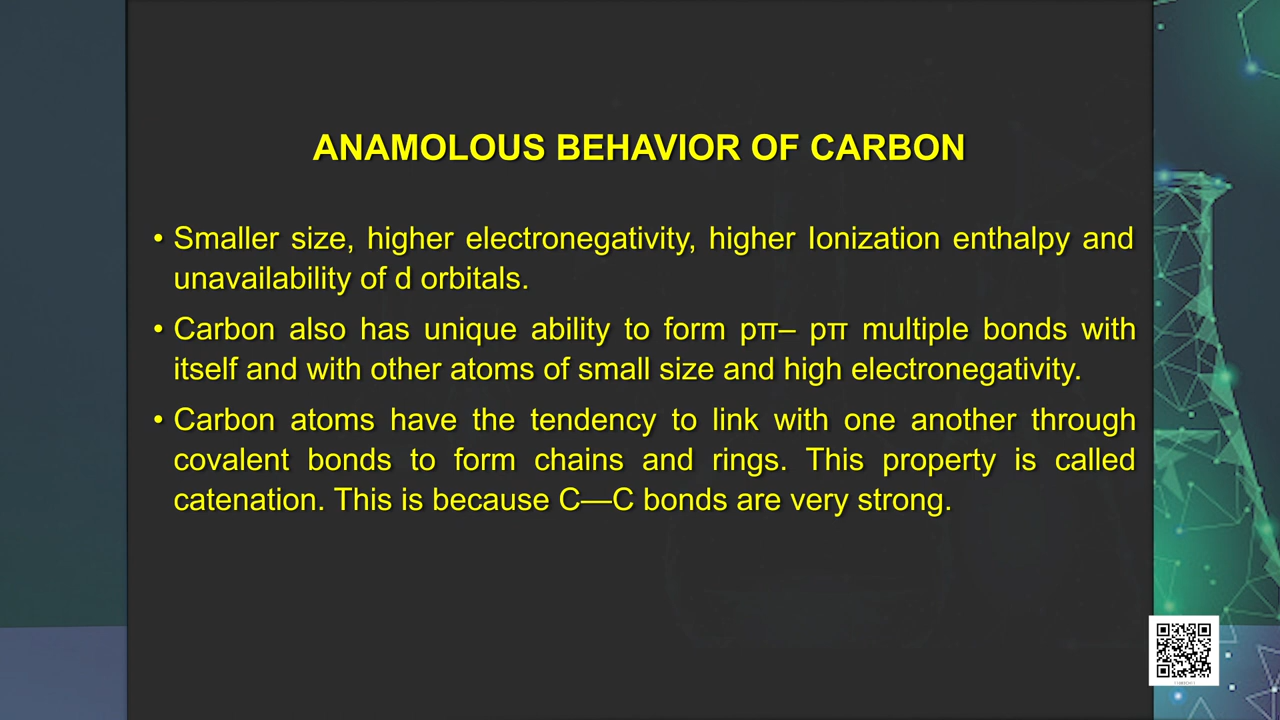 ANAMOLOUS BEHAVIOR OF CARBON
• Smaller size, higher electronegativity, higher Ionization enthalpy and
unavailability of d orbitals.
• Carbon also has unique ability to form pπ– pπ multiple bonds with
itself and with other atoms of small size and high electronegativity.
• Carbon atoms have the tendency to link with one another through
covalent bonds to form chains and rings. This property is called
catenation. This is because C—C bonds are very strong.